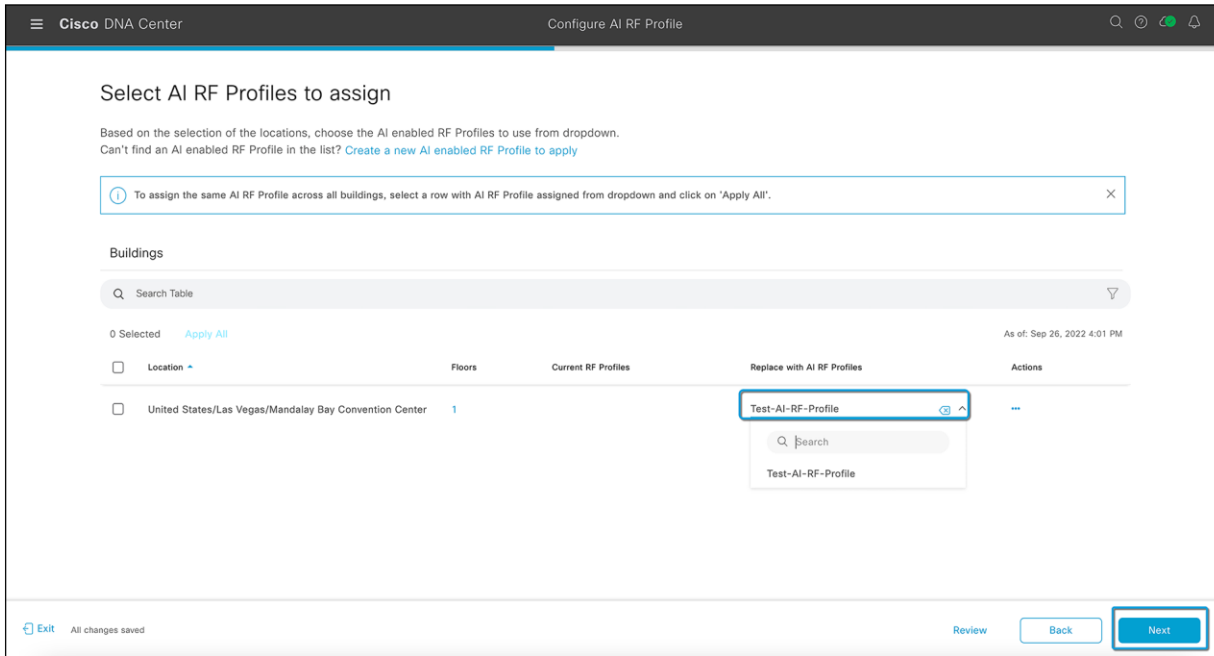 Cisco DNA Center
Configure AI RF Profile
Select AI RF Profiles to assign
Based on the selection of the locations, choose the AI enabled RF Profiles to use from dropdown.
Can't find an AI enabled RF Profile in the list? Create a new AI enabled RF Profile to apply
To assign the same AI RF Profile across all buildings, select a row with AI RF Profile assigned from dropdown and click on 'Apply All'.
Buildings
Search Table
0 Selected Apply All As of: Sep 26, 2022 4:01 PM
Location Floors Current RF Profiles Replace with AI RF Profiles Actions
United States/Las Vegas/Mandalay Bay Convention Center 1 Test-AI-RF-Profile
Search
Test-AI-RF-Profile
Exit All changes saved Review Back Next